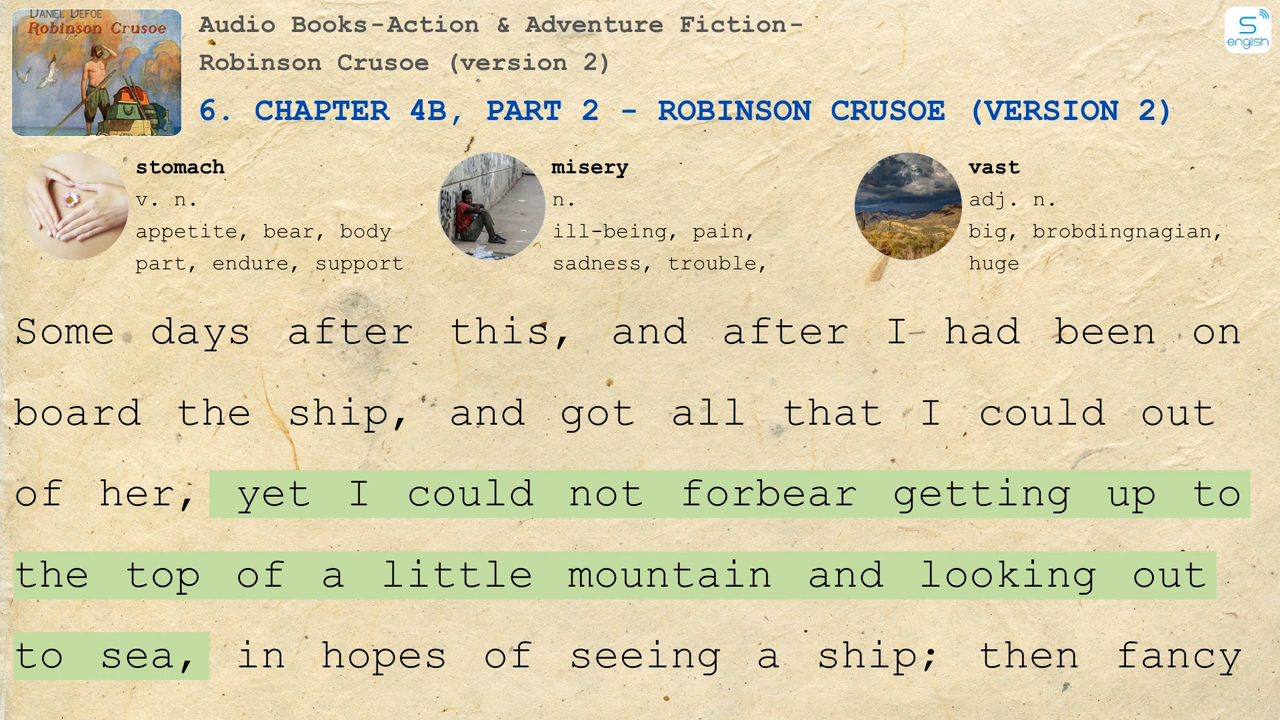 DANIEL DEFOE
Robinson Crusoe
Audio Books-Action & Adventure Fiction-
Robinson Crusoe (version 2)
S
english
6. CHAPTER 4B, PART 2 - ROBINSON CRUSOE (VERSION 2)
stomach
v. n.
appetite, bear, body
part, endure, support
misery
n.
ill-being, pain,
sadness, trouble,
vast
adj. n.
big, brobdingnagian,
huge
Some days after this, and after I had been on
board the ship, and got all that I could out
of her, yet I could not forbear getting up to
the top of a little mountain and looking out
to sea, in hopes of seeing a ship; then fancy